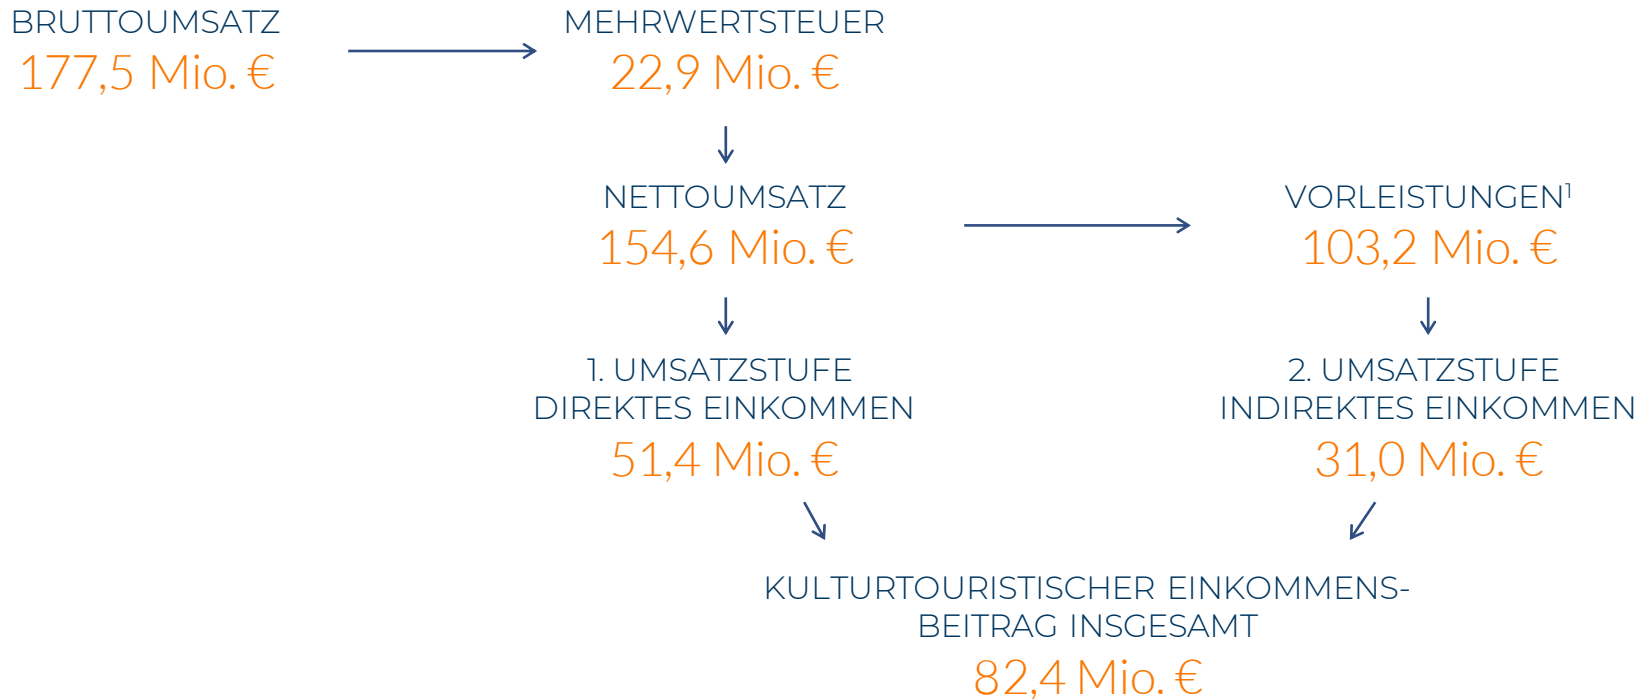 BRUTTOUMSATZ
177,5 Mio. €
MEHRWERTSTEUER
22,9 Mio. €
NETTOUMSATZ
154,6 Mio. €
VORLEISTUNGEN¹
103,2 Mio. €
1. UMSATZSTUFE
DIREKTES EINKOMMEN
51,4 Mio. €
2. UMSATZSTUFE
INDIREKTES EINKOMMEN
31,0 Mio. €
KULTURTOURISTISCHER EINKOMMENS-
BEITRAG INSGESAMT
82,4 Mio. €